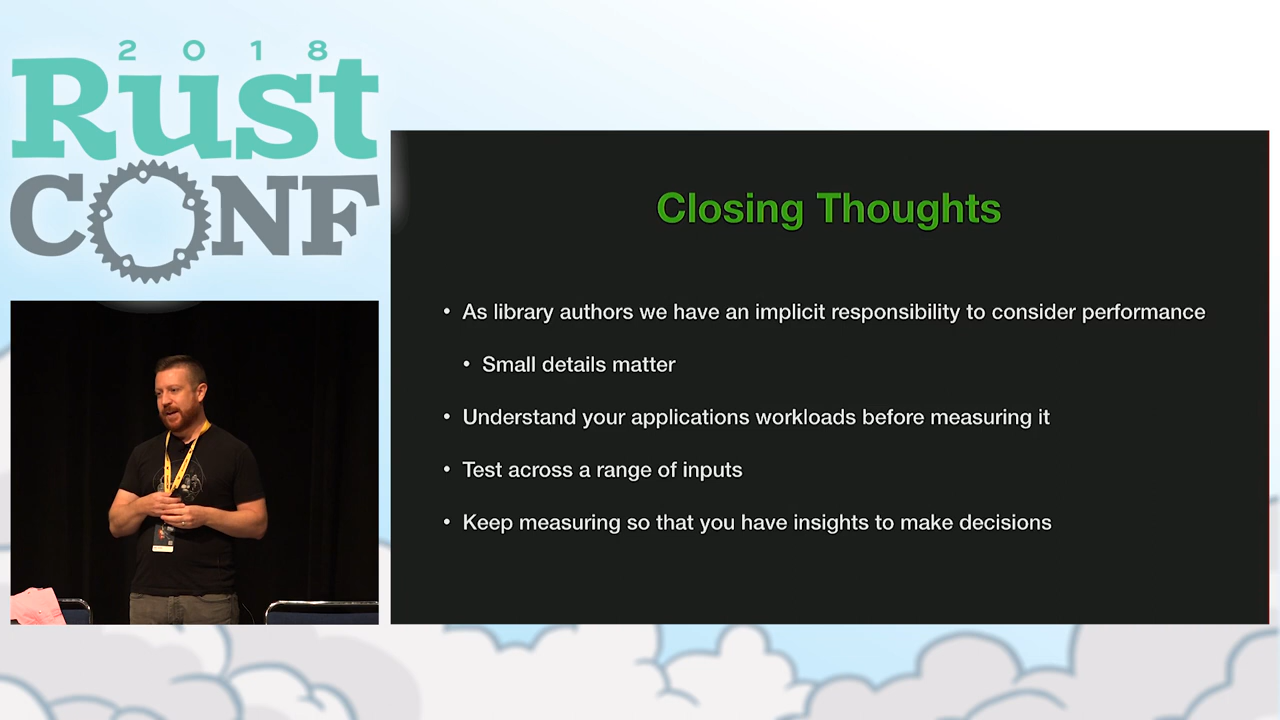 2018
Rust
CONF
Closing Thoughts
• As library authors we have an implicit responsibility to consider performance
• Small details matter
• Understand your applications workloads before measuring it
• Test across a range of inputs
• Keep measuring so that you have insights to make decisions